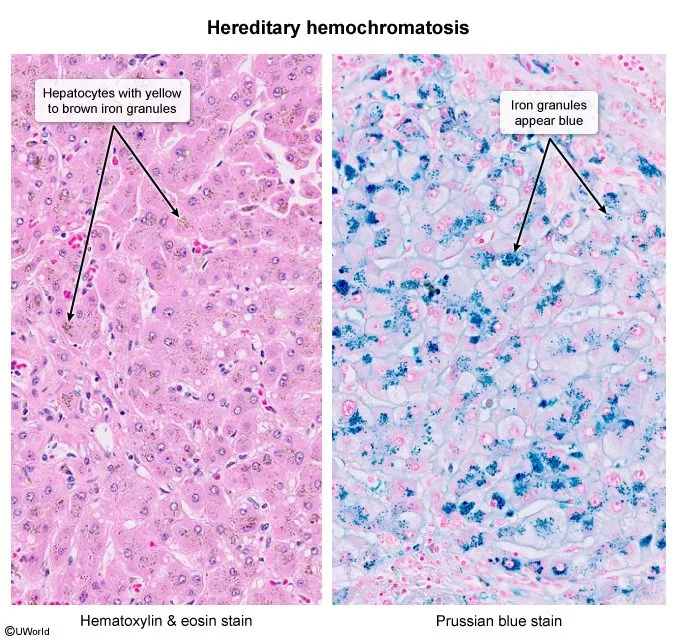 Hereditary hemochromatosis
Hepatocytes with yellow
to brown iron granules
Iron granules
appear blue
Hematoxylin & eosin stain
Prussian blue stain
©UWorld